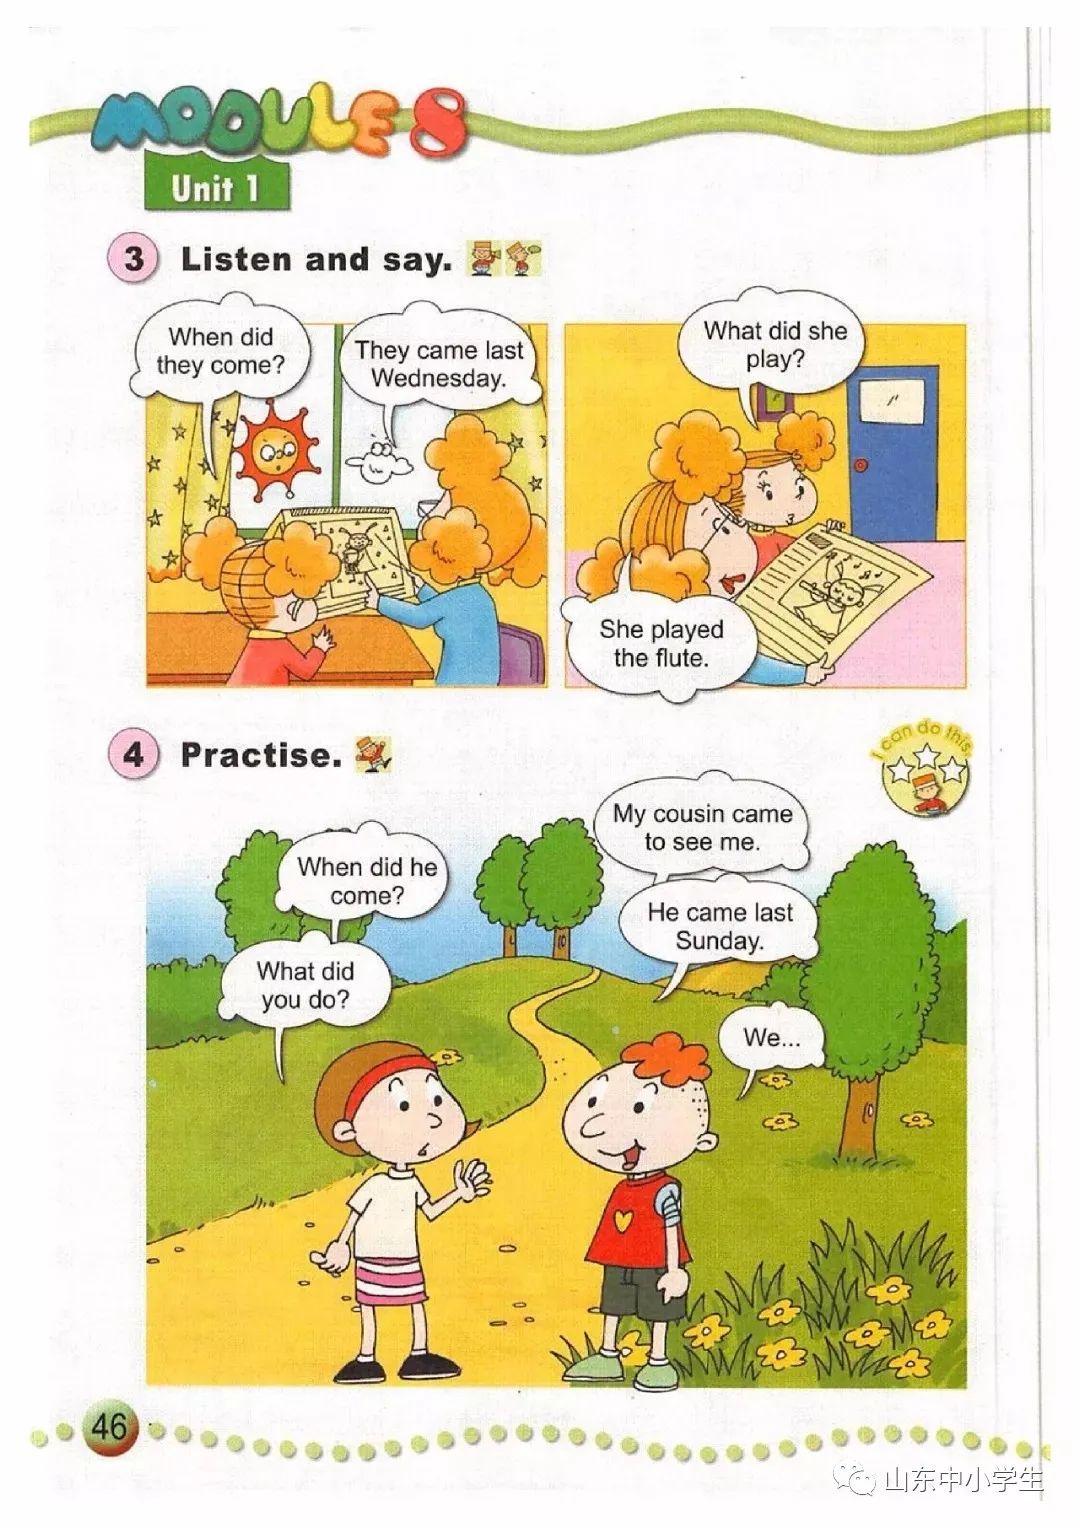 MODULE 8
Unit 1
3 Listen and say.
When did
they come?
They came last
Wednesday.
What did she
play?
She played
the flute.
4 Practise.
I can do this.
My cousin came
to see me.
When did he
come?
He came last
Sunday.
What did
you do?
We...
46
山东中小学生